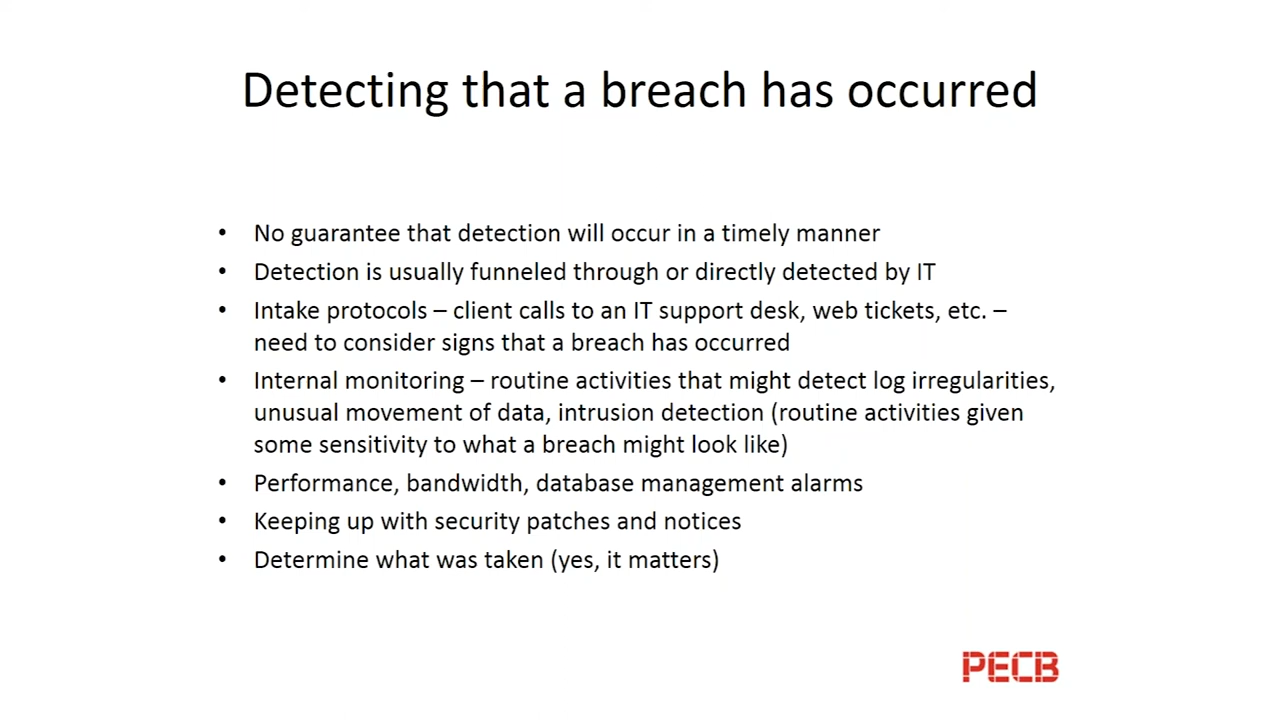 Detecting that a breach has occurred
• No guarantee that detection will occur in a timely manner
• Detection is usually funneled through or directly detected by IT
• Intake protocols – client calls to an IT support desk, web tickets, etc. –
need to consider signs that a breach has occurred
• Internal monitoring – routine activities that might detect log irregularities,
unusual movement of data, intrusion detection (routine activities given
some sensitivity to what a breach might look like)
• Performance, bandwidth, database management alarms
• Keeping up with security patches and notices
• Determine what was taken (yes, it matters)
PECB